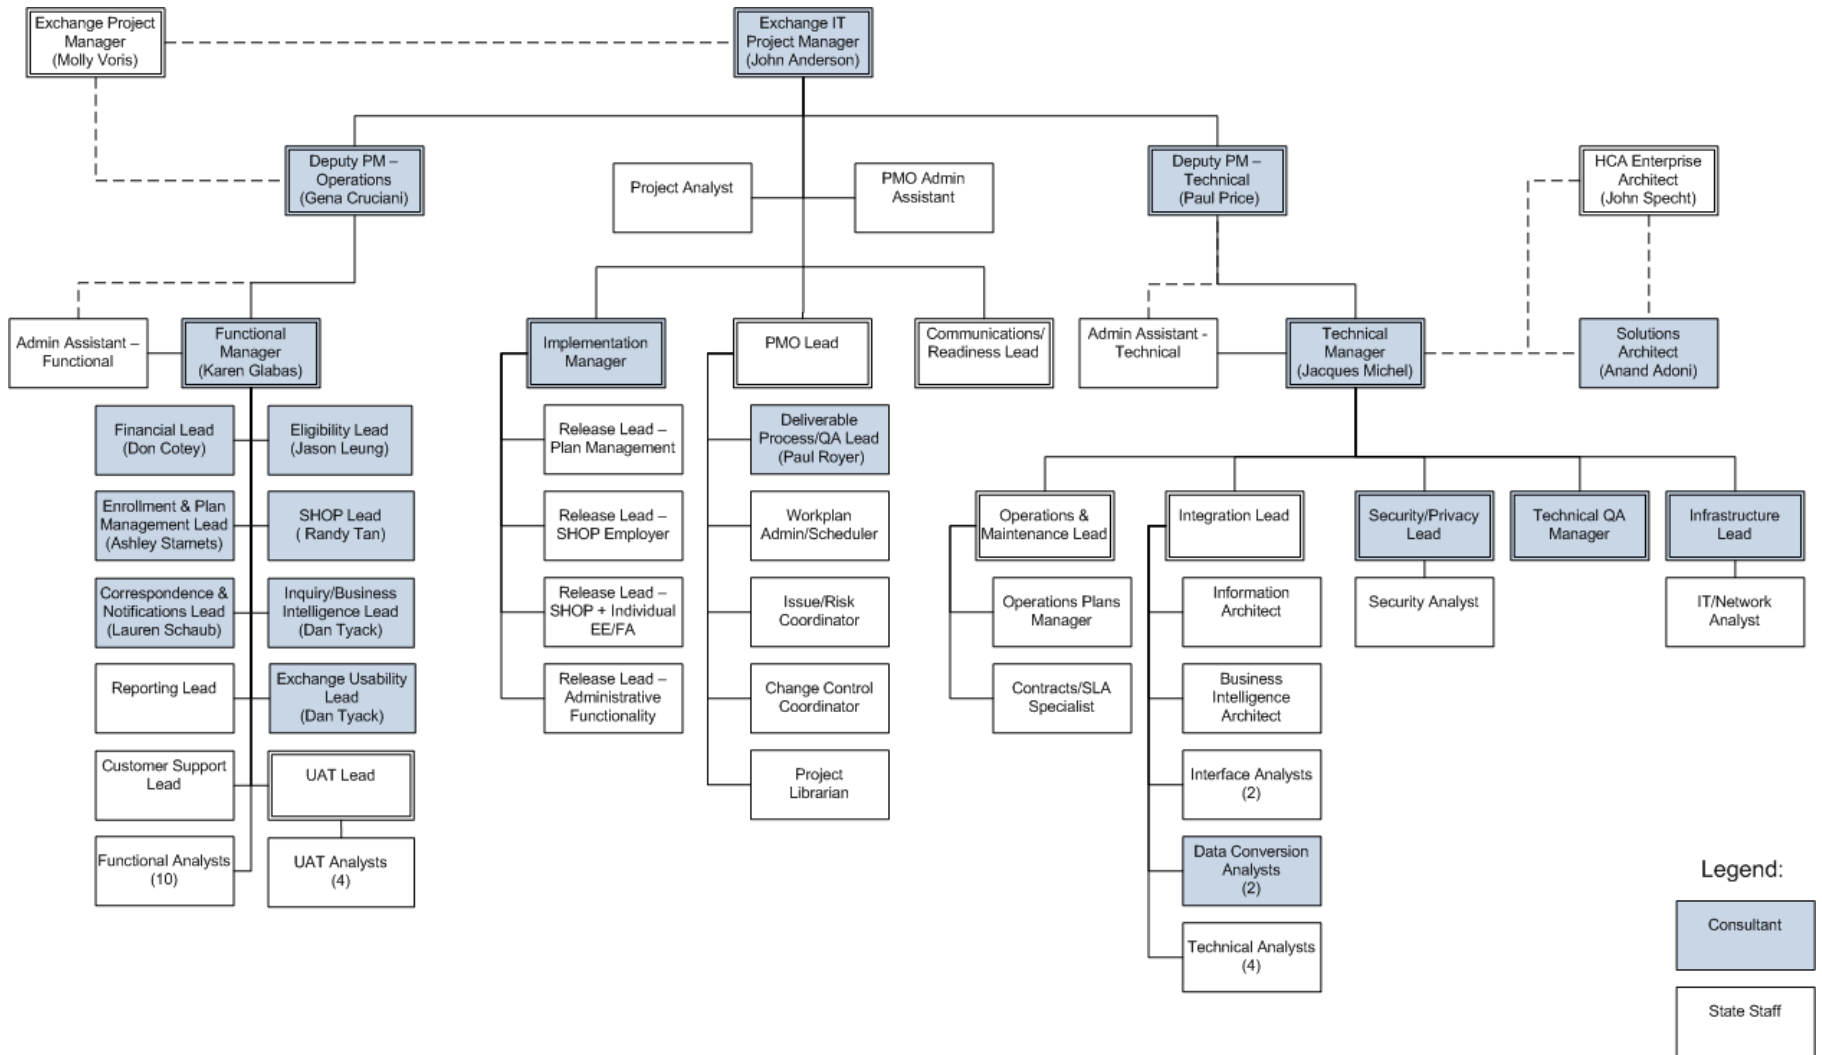 Exchange Project
Manager
(Molly Voris)
Exchange IT
Project Manager
(John Anderson)
Deputy PM –
Operations
(Gena Cruciani)
Project Analyst
PMO Admin
Assistant
Deputy PM –
Technical
(Paul Price)
HCA Enterprise
Architect
(John Specht)
Admin Assistant –
Functional
Functional
Manager
(Karen Glabas)
Implementation
Manager
PMO Lead
Communications/
Readiness Lead
Admin Assistant -
Technical
Technical
Manager
(Jacques Michel)
Solutions
Architect
(Anand Adoni)
Financial Lead
(Don Cotey)
Eligibility Lead
(Jason Leung)
Enrollment & Plan
Management Lead
(Ashley Stamets)
SHOP Lead
( Randy Tan)
Correspondence &
Notifications Lead
(Lauren Schaub)
Inquiry/Business
Intelligence Lead
(Dan Tyack)
Reporting Lead
Exchange Usability
Lead
(Dan Tyack)
Customer Support
Lead
UAT Lead
Functional Analysts
(10)
UAT Analysts
(4)
Release Lead –
Plan Management
Release Lead –
SHOP Employer
Release Lead –
SHOP + Individual
EE/FA
Release Lead –
Administrative
Functionality
Deliverable
Process/QA Lead
(Paul Royer)
Workplan
Admin/Scheduler
Issue/Risk
Coordinator
Change Control
Coordinator
Project
Librarian
Operations &
Maintenance Lead
Operations Plans
Manager
Contracts/SLA
Specialist
Integration Lead
Information
Architect
Business
Intelligence
Architect
Interface Analysts
(2)
Data Conversion
Analysts
(2)
Technical Analysts
(4)
Security/Privacy
Lead
Security Analyst
Technical QA
Manager
Infrastructure
Lead
IT/Network
Analyst
Legend:
Consultant
State Staff